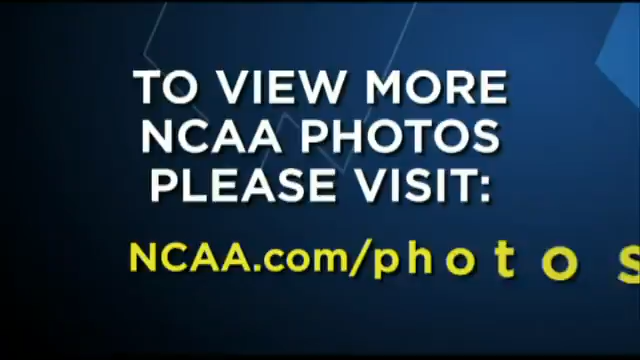 TO VIEW MORE
NCAA PHOTOS
PLEASE VISIT:
NCAA.com/photos